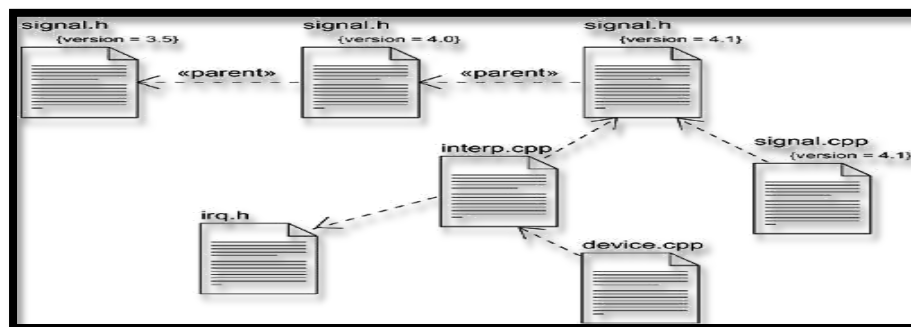 signal.h
{version = 3.5}
«parent»
signal.h
{version = 4.0}
«parent»
signal.h
{version = 4.1}
interp.cpp
signal.cpp
{version = 4.1}
irq.h
device.cpp